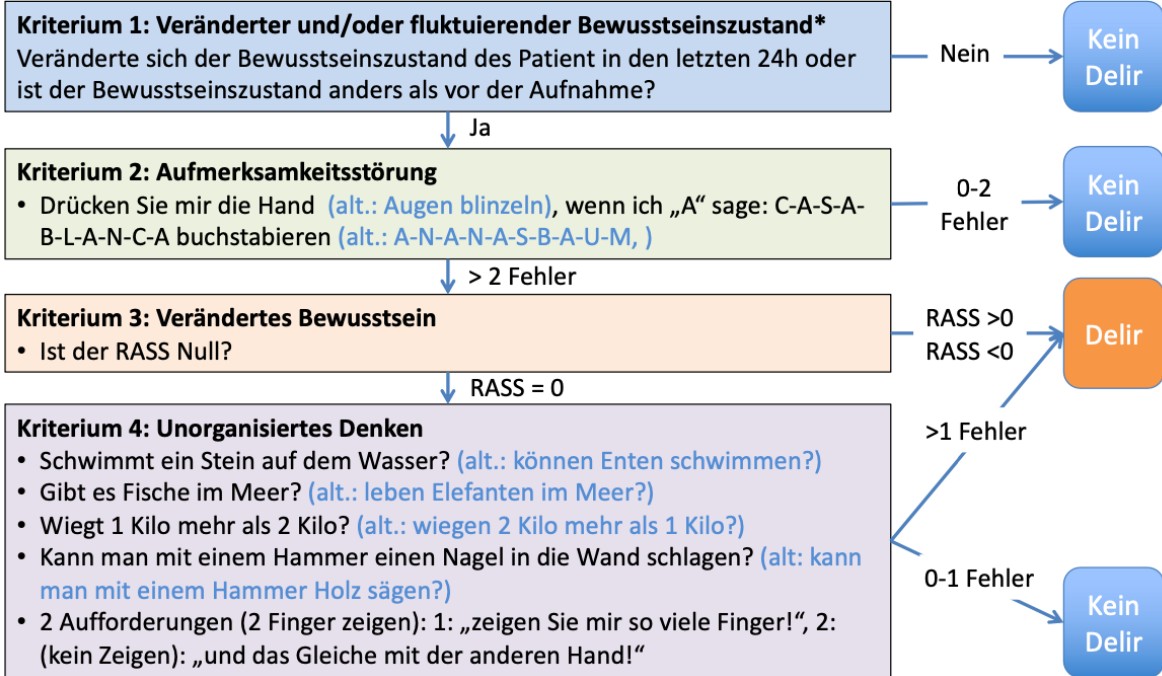 Kriterium 1: Veränderter und/oder fluktuierender Bewusstseinszustand*
Veränderte sich der Bewusstseinszustand des Patient in den letzten 24h oder
ist der Bewusstseinszustand anders als vor der Aufnahme?
Nein
Kein
Delir
Ja
Kriterium 2: Aufmerksamkeitsstörung
• Drücken Sie mir die Hand (alt.: Augen blinzeln), wenn ich „A“ sage: C-A-S-A-
B-L-A-N-C-A buchstabieren (alt.: A-N-A-N-A-S-B-A-U-M, )
0-2
Fehler
Kein
Delir
> 2 Fehler
Kriterium 3: Verändertes Bewusstsein
• Ist der RASS Null?
RASS >0
RASS <0
Delir
RASS = 0
Kriterium 4: Unorganisiertes Denken
• Schwimmt ein Stein auf dem Wasser? (alt.: können Enten schwimmen?)
• Gibt es Fische im Meer? (alt.: leben Elefanten im Meer?)
• Wiegt 1 Kilo mehr als 2 Kilo? (alt.: wiegen 2 Kilo mehr als 1 Kilo?)
• Kann man mit einem Hammer einen Nagel in die Wand schlagen? (alt: kann
man mit einem Hammer Holz sägen?)
• 2 Aufforderungen (2 Finger zeigen): 1: „zeigen Sie mir so viele Finger!“, 2:
(kein Zeigen): „und das Gleiche mit der anderen Hand!“
>1 Fehler
0-1 Fehler
Kein
Delir